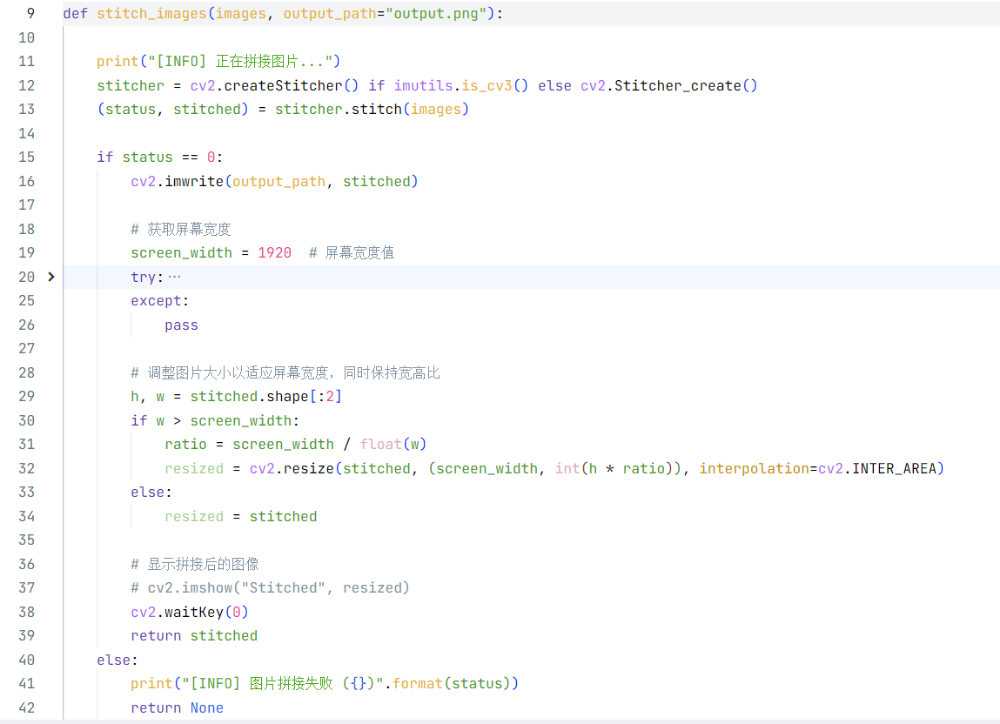 9 def stitch_images(images, output_path="output.png"):
10
11     print("[INFO] 正在拼接图片...")
12     stitcher = cv2.createStitcher() if imutils.is_cv3() else cv2.Stitcher_create()
13     (status, stitched) = stitcher.stitch(images)
14
15     if status == 0:
16         cv2.imwrite(output_path, stitched)
17
18         # 获取屏幕宽度
19         screen_width = 1920  # 屏幕宽度值
20         try:···
25         except:
26             pass
27
28         # 调整图片大小以适应屏幕宽度，同时保持宽高比
29         h, w = stitched.shape[:2]
30         if w > screen_width:
31             ratio = screen_width / float(w)
32             resized = cv2.resize(stitched, (screen_width, int(h * ratio)), interpolation=cv2.INTER_AREA)
33         else:
34             resized = stitched
35
36         # 显示拼接后的图像
37         # cv2.imshow("Stitched", resized)
38         cv2.waitKey(0)
39         return stitched
40     else:
41         print("[INFO] 图片拼接失败 ({})".format(status))
42         return None